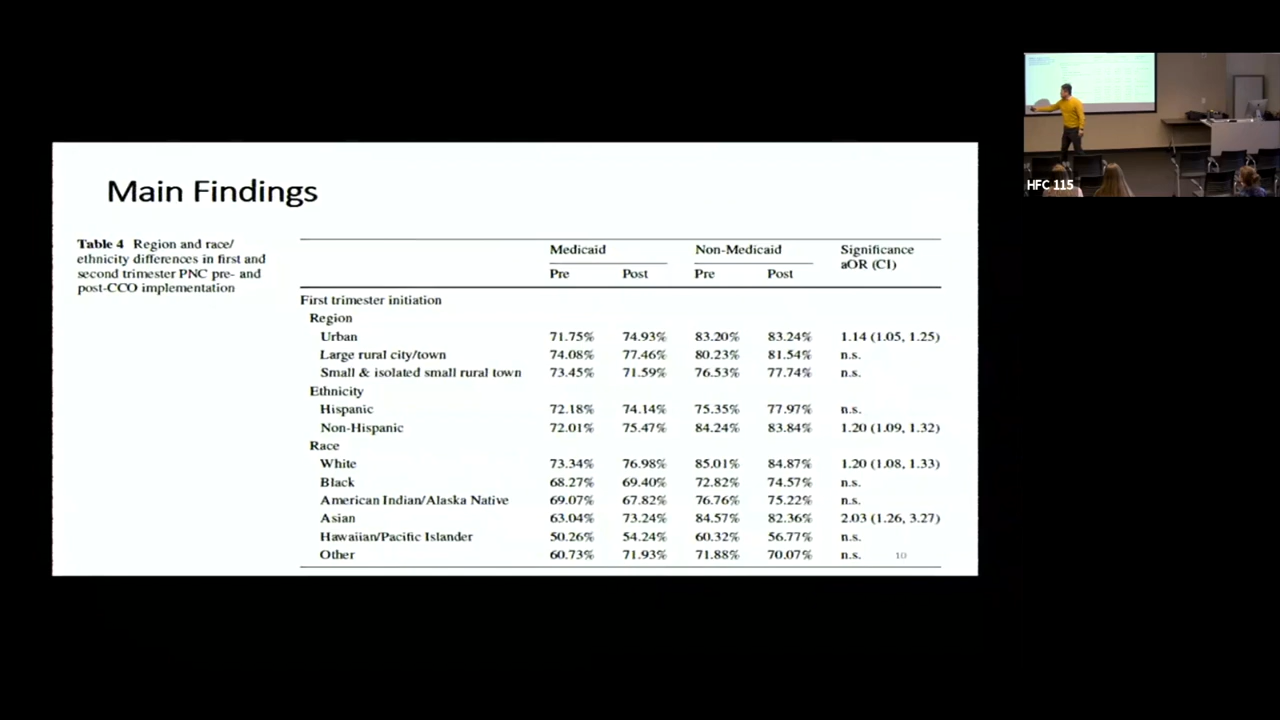 Main Findings
Table 4 Region and race/
ethnicity differences in first and
second trimester PNC pre- and
post-CCO implementation
Medicaid Non-Medicaid Significance
aOR (CI)
Pre Post Pre Post
First trimester initiation
Region
Urban 71.75% 74.93% 83.20% 83.24% 1.14 (1.05, 1.25)
Large rural city/town 74.08% 77.46% 80.23% 81.54% n.s.
Small & isolated small rural town 73.45% 71.59% 76.53% 77.74% n.s.
Ethnicity
Hispanic 72.18% 74.14% 75.35% 77.97% n.s.
Non-Hispanic 72.01% 75.47% 84.24% 83.84% 1.20 (1.09, 1.32)
Race
White 73.34% 76.98% 85.01% 84.87% 1.20 (1.08, 1.33)
Black 68.27% 69.40% 72.82% 74.57% n.s.
American Indian/Alaska Native 69.07% 67.82% 76.76% 75.22% n.s.
Asian 63.04% 73.24% 84.57% 82.36% 2.03 (1.26, 3.27)
Hawaiian/Pacific Islander 50.26% 54.24% 60.32% 56.77% n.s.
Other 60.73% 71.93% 71.88% 70.07% n.s.
10
HFC 115